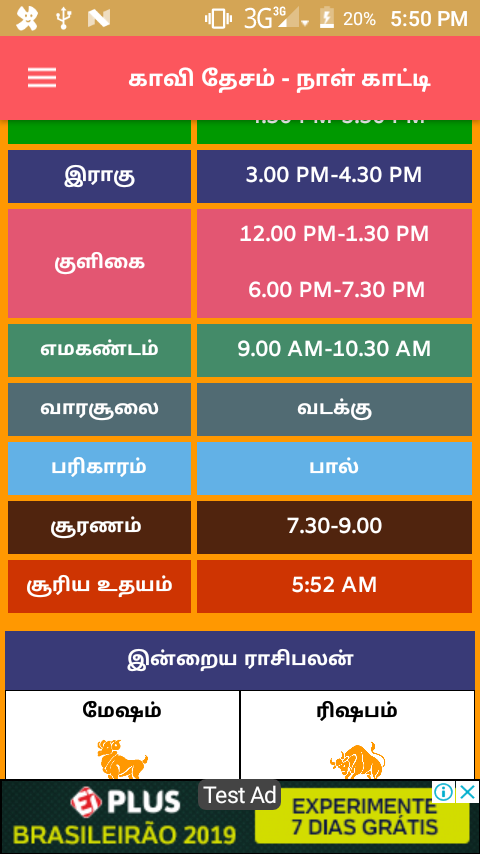 3G 3G 20% 5:50 PM
காவி தேசம் - நாள் காட்டி
இராகு 3.00 PM-4.30 PM
குளிகை 12.00 PM-1.30 PM
6.00 PM-7.30 PM
எமகண்டம் 9.00 AM-10.30 AM
வாரசூலை வடக்கு
பரிகாரம் பால்
சூரணம் 7.30-9.00
சூரிய உதயம் 5:52 AM
இன்றைய ராசிபலன்
மேஷம் ரிஷபம்
EI PLUS
BRASILEIRÃO 2019
Test Ad
EXPERIMENTE
7 DIAS GRÁTIS